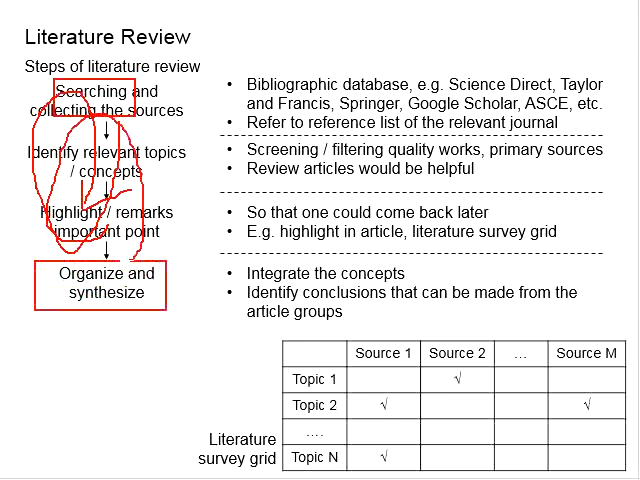 Literature Review
Steps of literature review
Searching and
collecting the sources
• Bibliographic database, e.g. Science Direct, Taylor
and Francis, Springer, Google Scholar, ASCE, etc.
• Refer to reference list of the relevant journal
Identify relevant topics
/ concepts
• Screening / filtering quality works, primary sources
• Review articles would be helpful
Highlight / remarks
important point
• So that one could come back later
• E.g. highlight in article, literature survey grid
Organize and
synthesize
• Integrate the concepts
• Identify conclusions that can be made from the
article groups
Source 1 Source 2 ... Source M
Topic 1 √
Topic 2 √ √
....
Topic N √
Literature
survey grid